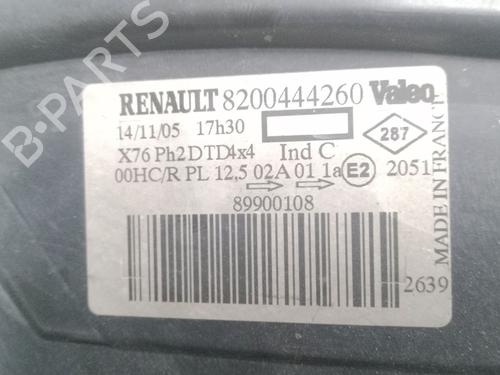 B-PARTS
RENAULT 8200444260 Valeo
14/11/05 17h30
287
X76 Ph2 DTD4x4 Ind C
00HC/R PL 12,5 02A 01 1a E2 2051
89900108
2639
MADE IN FRANCE